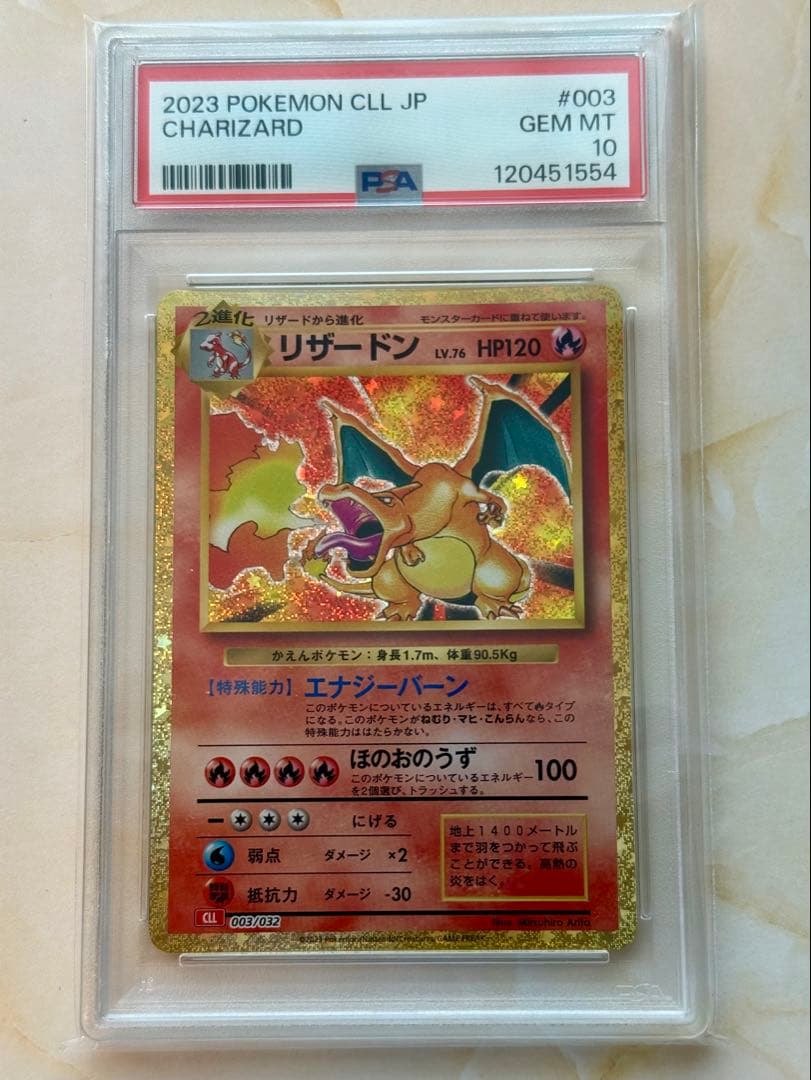 2023 POKEMON CLL JP #003
CHARIZARD GEM MT
10
PSA 120451554
2進化 リザードから進化 モンスターカードに重ねて使います。
リザードン LV.76 HP120
かえんポケモン：身長1.7m、体重90.5Kg
【特殊能力】エナジーバーン
このポケモンについているエネルギーは、すべて🔥タイプ
になる。このポケモンがねむり・マヒ・こんらんなら、この
特殊能力ははたらかない。
ほのおのうず 100
このポケモンについているエネルギー
を2個選び、トラッシュする。
にげる
弱点 ダメージ ×2
抵抗力 ダメージ -30
地上1400メートル
まで羽をつかって飛ぶ
ことができる。高熱の
炎をはく。
CLL 003/032 Illus. Mitsuhiro Arita
©2023 Pokémon/Nintendo/Creatures/GAME FREAK